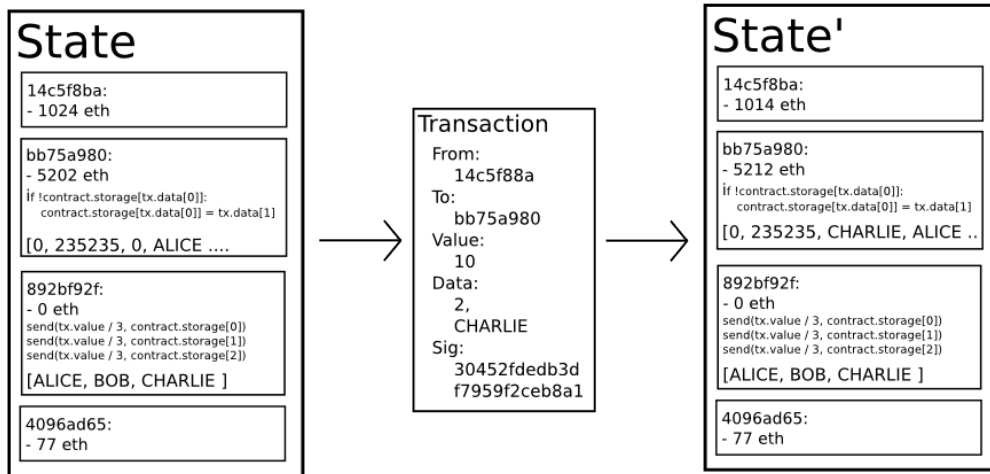 State
14c5f8ba:
- 1024 eth
bb75a980:
- 5202 eth
if !contract.storage[tx.data[0]]:
contract.storage[tx.data[0]] = tx.data[1]
[0, 235235, 0, ALICE ....
892bf92f:
- 0 eth
send(tx.value / 3, contract.storage[0])
send(tx.value / 3, contract.storage[1])
send(tx.value / 3, contract.storage[2])
[ALICE, BOB, CHARLIE ]
4096ad65:
- 77 eth
Transaction
From:
14c5f88a
To:
bb75a980
Value:
10
Data:
2,
CHARLIE
Sig:
30452fdedb3d
f7959f2ceb8a1
State'
14c5f8ba:
- 1014 eth
bb75a980:
- 5212 eth
if !contract.storage[tx.data[0]]:
contract.storage[tx.data[0]] = tx.data[1]
[0, 235235, CHARLIE, ALICE ..
892bf92f:
- 0 eth
send(tx.value / 3, contract.storage[0])
send(tx.value / 3, contract.storage[1])
send(tx.value / 3, contract.storage[2])
[ALICE, BOB, CHARLIE ]
4096ad65:
- 77 eth